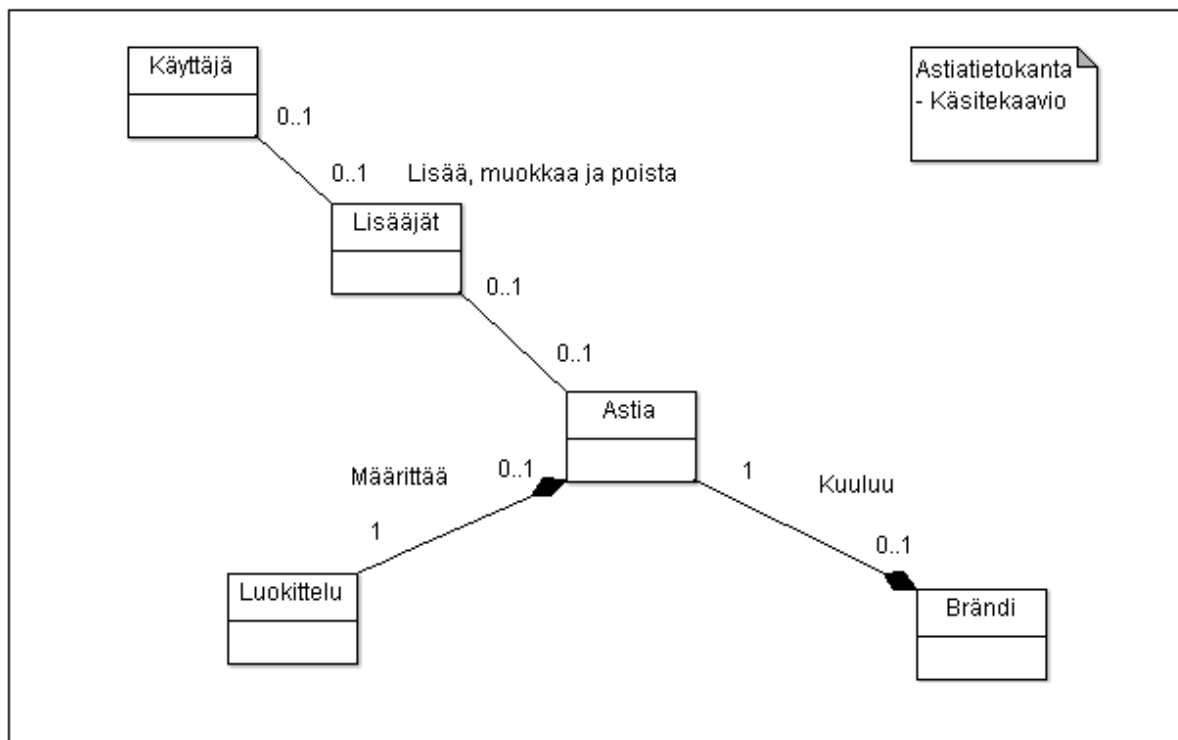 Käyttäjä
Astiatietokanta
- Käsitekaavio
0..1
0..1
Lisää, muokkaa ja poista
Lisääjät
0..1
0..1
Astia
Määrittää
0..1
1
Kuuluu
1
0..1
Luokittelu
Brändi